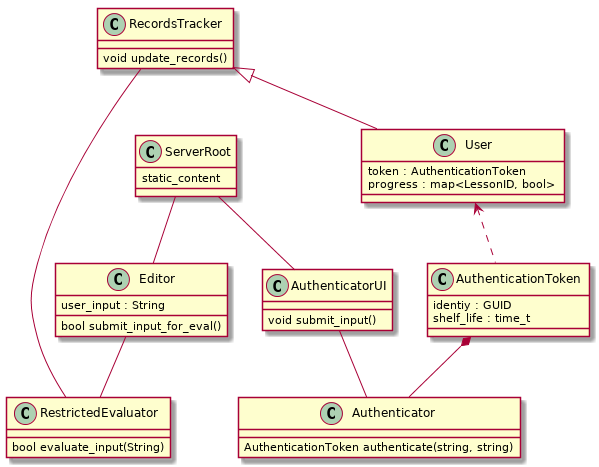 C RecordsTracker
void update_records()
C ServerRoot
static_content
C User
token : AuthenticationToken
progress : map<LessonID, bool>
C Editor
user_input : String
bool submit_input_for_eval()
C AuthenticatorUI
void submit_input()
C AuthenticationToken
identiy : GUID
shelf_life : time_t
C RestrictedEvaluator
bool evaluate_input(String)
C Authenticator
AuthenticationToken authenticate(string, string)